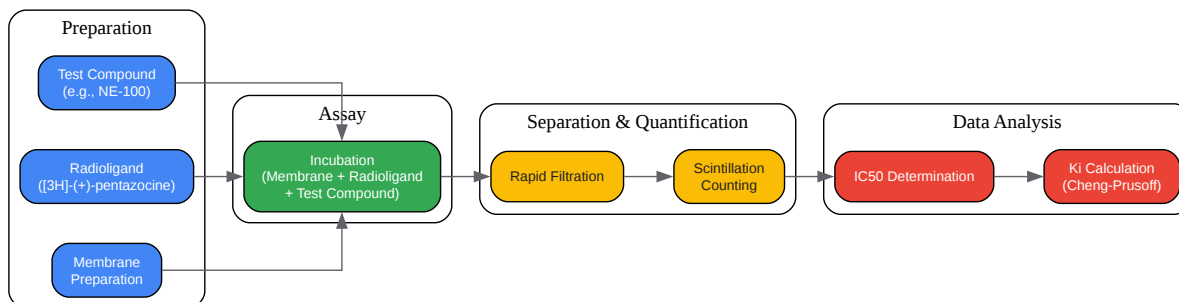 Preparation
Test Compound
(e.g., NE-100)
Radioligand
([3H]-(+)-pentazocine)
Membrane
Preparation
Assay
Incubation
(Membrane + Radioligand
+ Test Compound)
Separation & Quantification
Rapid Filtration
Scintillation
Counting
Data Analysis
IC50 Determination
Ki Calculation
(Cheng-Prusoff)